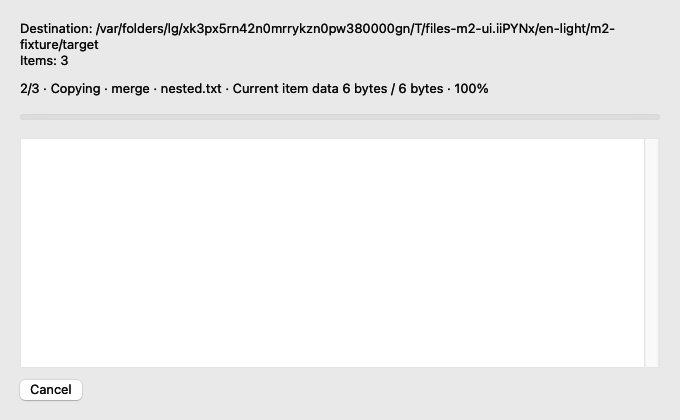 Destination: /var/folders/lg/xk3px5rn42n0mrrykzn0pw380000gn/T/files-m2-ui.iiPYNx/en-light/m2-
fixture/target
Items: 3
2/3 · Copying · merge · nested.txt · Current item data 6 bytes / 6 bytes · 100%
Cancel